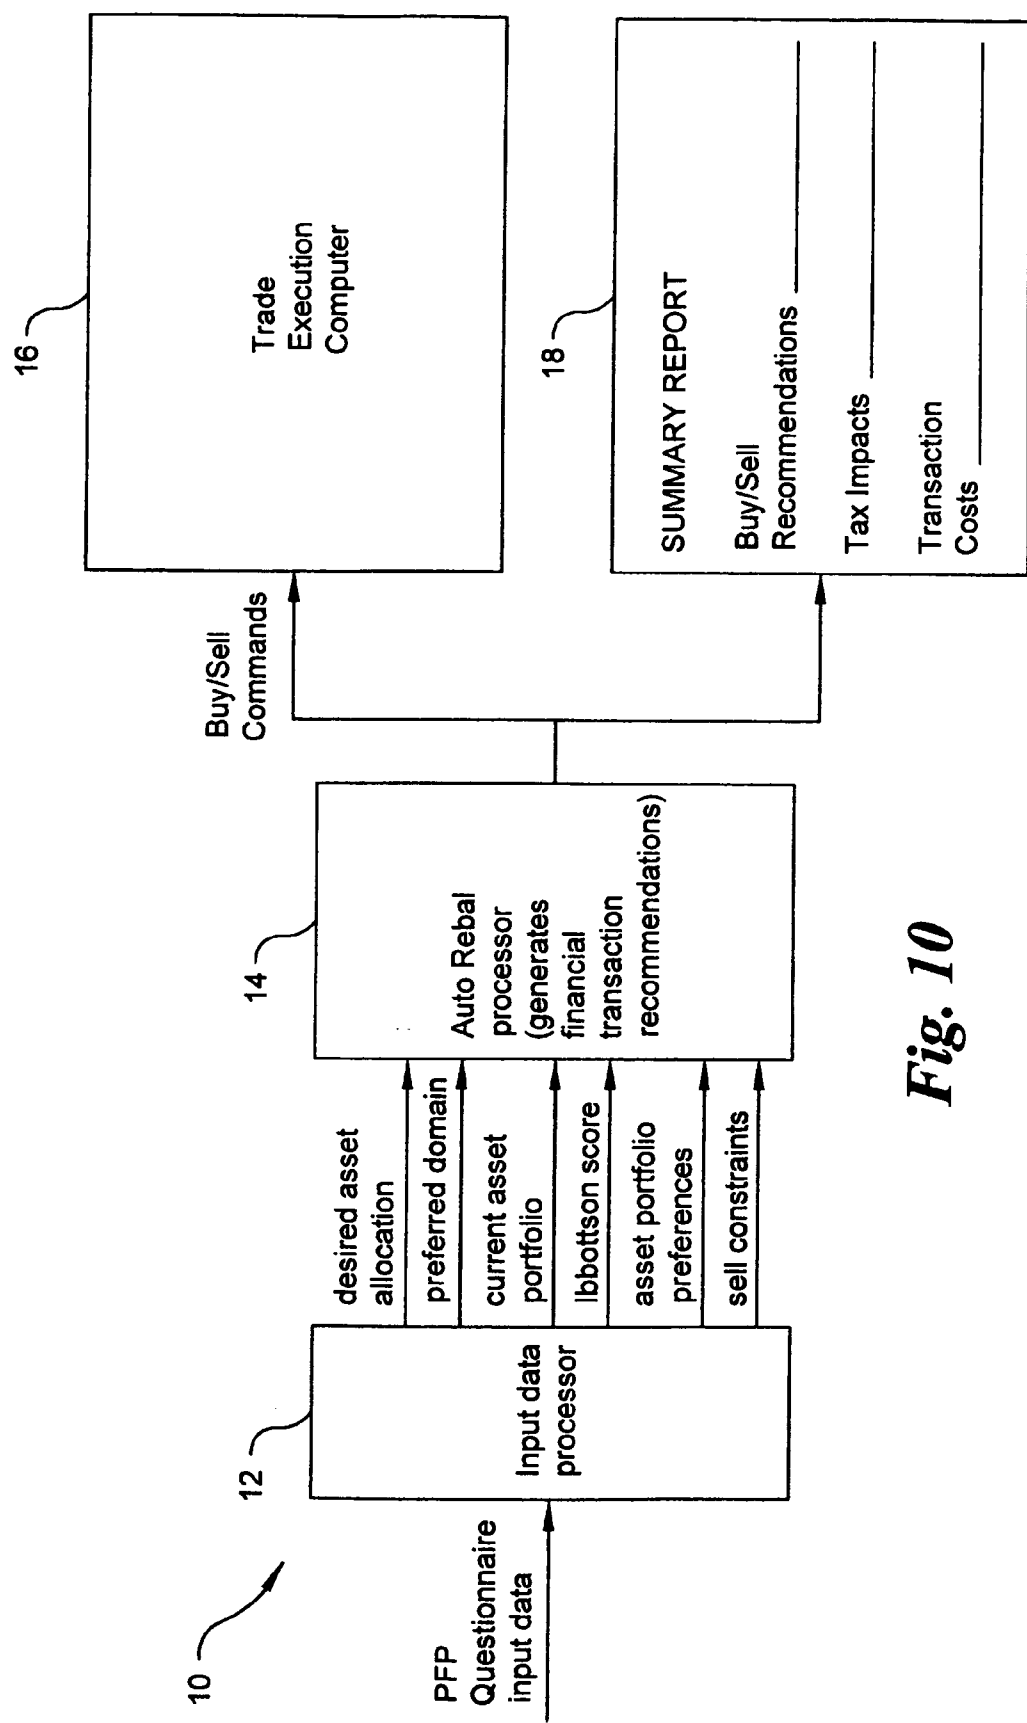 10
PFP
Questionnaire
input data
12
Input data
processor
desired asset
allocation
preferred domain
current asset
portfolio
Ibbottson score
asset portfolio
preferences
sell constraints
14
Auto Rebal
processor
(generates
financial
transaction
recommendations)
Buy/Sell
Commands
16
Trade
Execution
Computer
18
SUMMARY REPORT
Buy/Sell
Recommendations
Tax Impacts
Transaction
Costs
Fig. 10